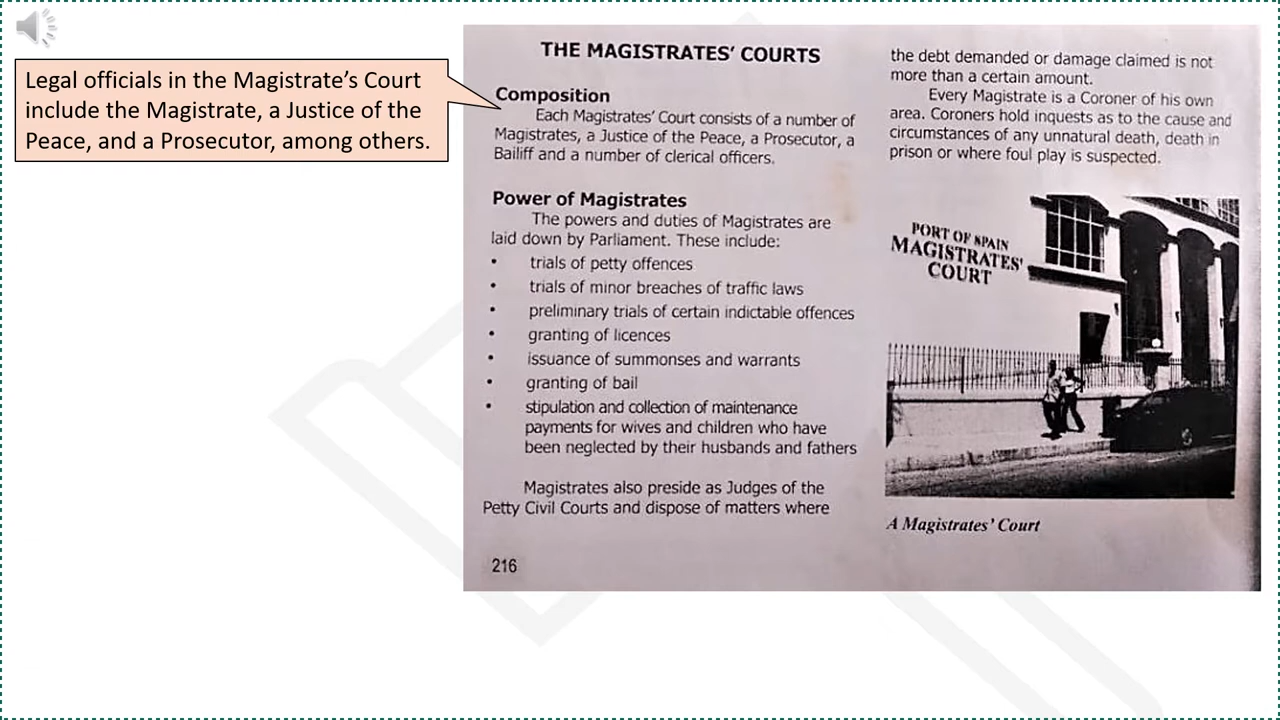 Legal officials in the Magistrate's Court
include the Magistrate, a Justice of the
Peace, and a Prosecutor, among others.
THE MAGISTRATES' COURTS
Composition
Each Magistrates' Court consists of a number of
Magistrates, a Justice of the Peace, a Prosecutor, a
Bailiff and a number of clerical officers.
Power of Magistrates
The powers and duties of Magistrates are
laid down by Parliament. These include:
• trials of petty offences
• trials of minor breaches of traffic laws
• preliminary trials of certain indictable offences
• granting of licences
• issuance of summonses and warrants
• granting of bail
• stipulation and collection of maintenance
payments for wives and children who have
been neglected by their husbands and fathers
Magistrates also preside as Judges of the
Petty Civil Courts and dispose of matters where
216
the debt demanded or damage claimed is not
more than a certain amount.
Every Magistrate is a Coroner of his own
area. Coroners hold inquests as to the cause and
circumstances of any unnatural death, death in
prison or where foul play is suspected.
PORT OF SPAIN
MAGISTRATES'
COURT
A Magistrates' Court